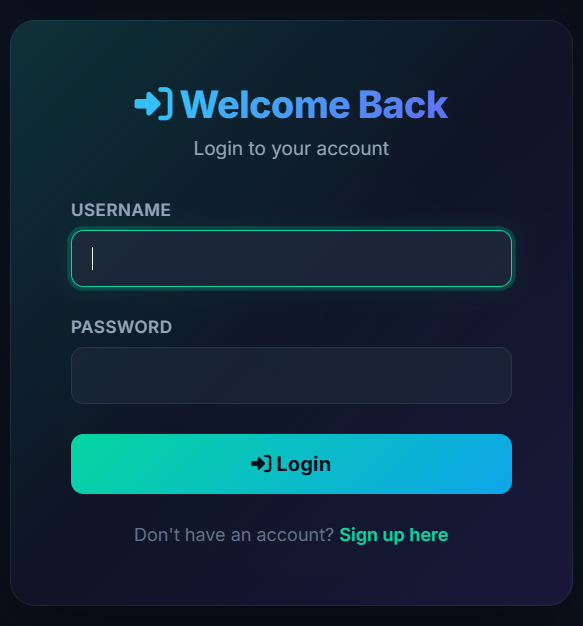 Welcome Back
Login to your account
USERNAME
PASSWORD
Login
Don't have an account? Sign up here